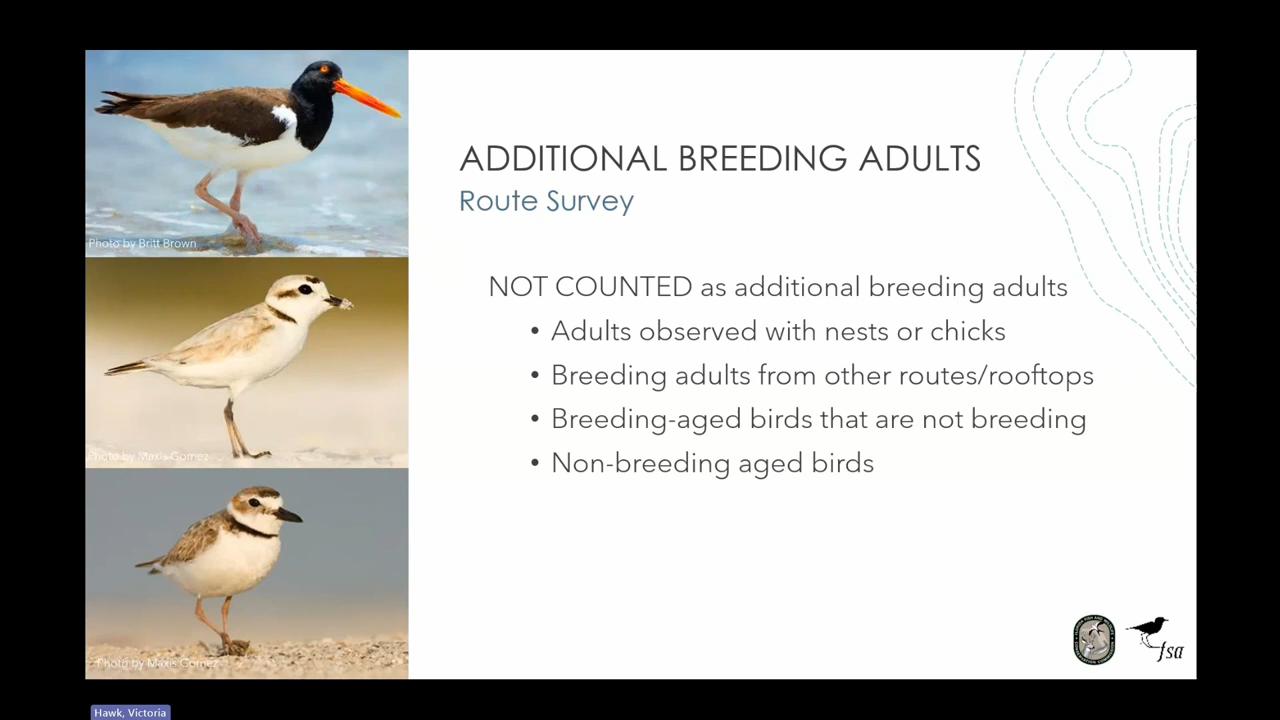 Photo by Britt Brown
Photo by Maxis Gomez
Photo by Maxis Gomez
ADDITIONAL BREEDING ADULTS
Route Survey
NOT COUNTED as additional breeding adults
• Adults observed with nests or chicks
• Breeding adults from other routes/rooftops
• Breeding-aged birds that are not breeding
• Non-breeding aged birds
fsa
Hawk, Victoria